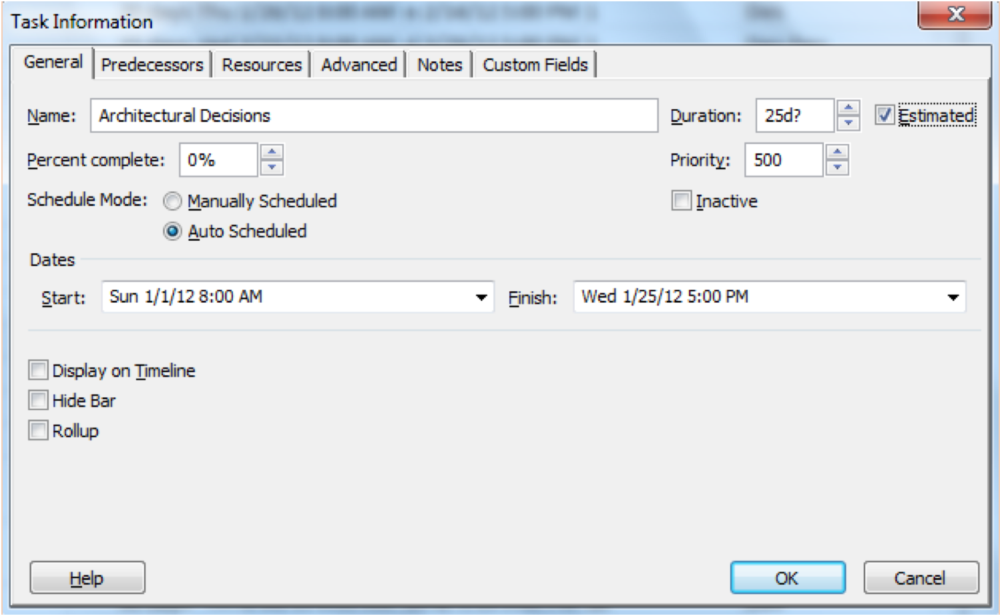 Task Information
General Predecessors Resources Advanced Notes Custom Fields
Name: Architectural Decisions Duration: 25d? Estimated
Percent complete: 0% Priority: 500
Schedule Mode: Manually Scheduled Inactive
Auto Scheduled
Dates
Start: Sun 1/1/12 8:00 AM Finish: Wed 1/25/12 5:00 PM
Display on Timeline
Hide Bar
Rollup
Help OK Cancel